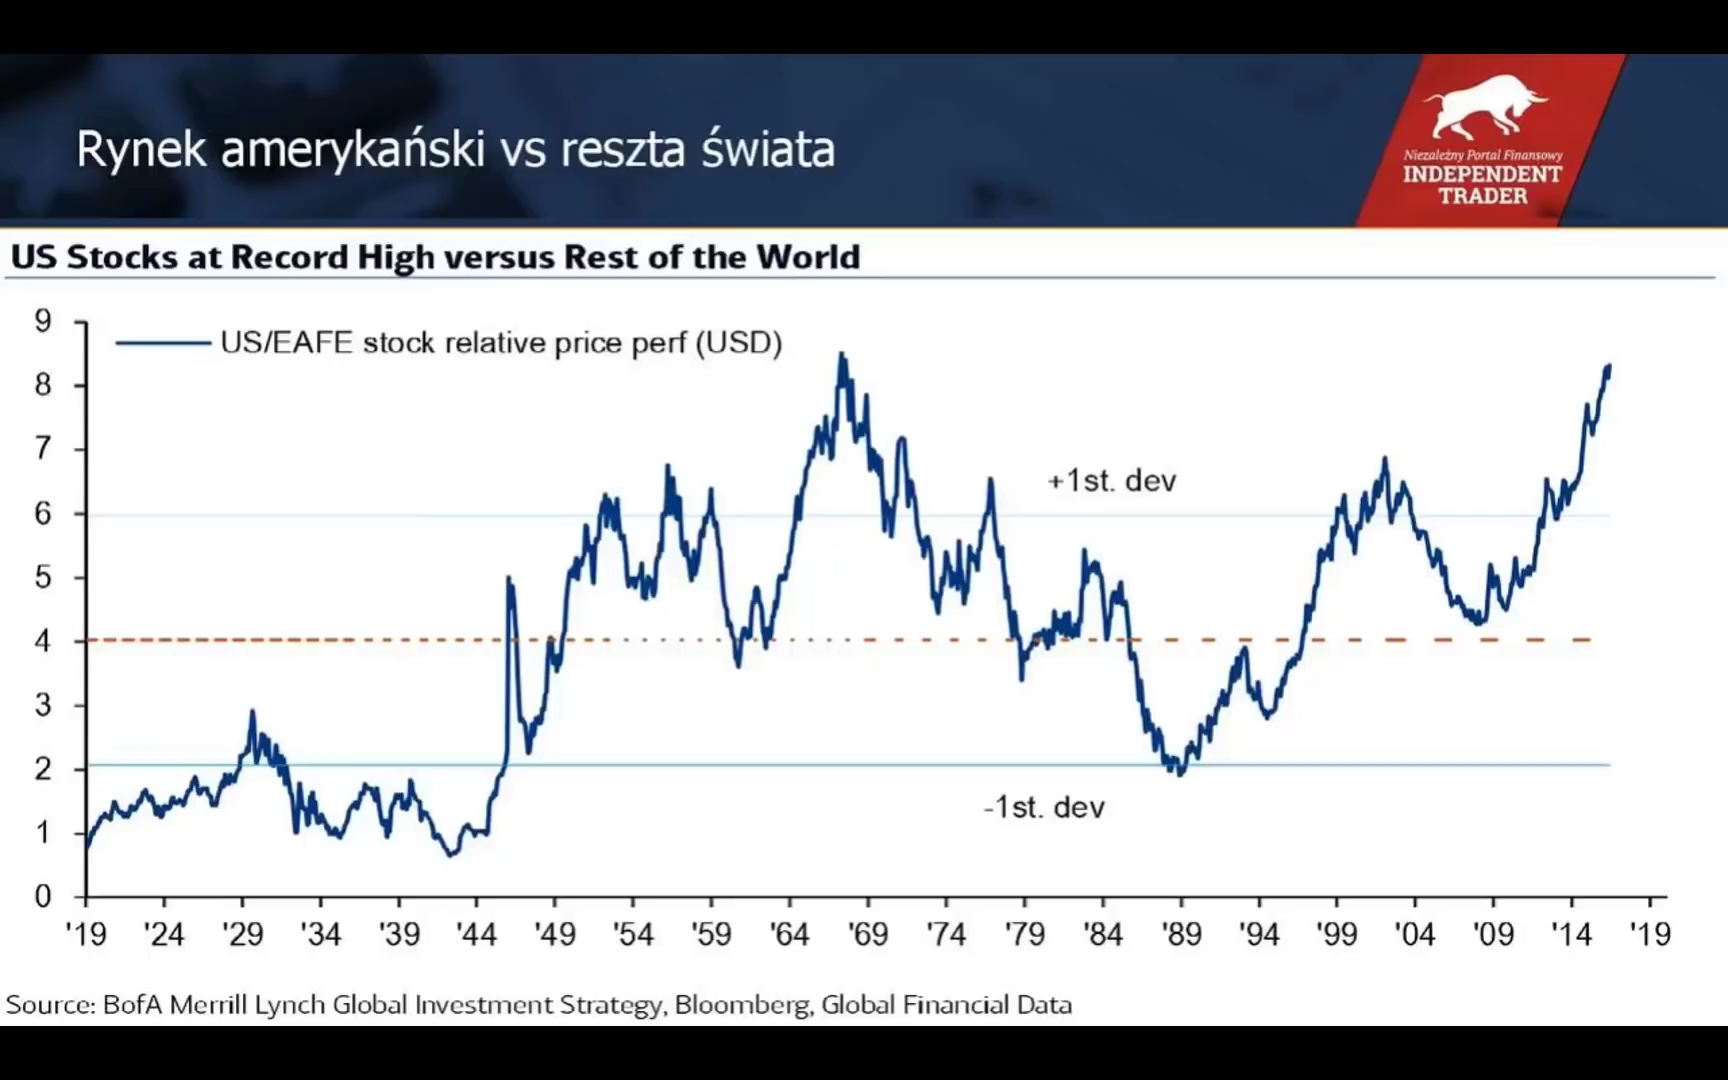 Rynek amerykański vs reszta świata
Niezależny Portal Finansowy
INDEPENDENT
TRADER
US Stocks at Record High versus Rest of the World
US/EAFE stock relative price perf (USD)
9
8
7
6
5
4
3
2
1
0
+1st. dev
-1st. dev
'19 '24 '29 '34 '39 '44 '49 '54 '59 '64 '69 '74 '79 '84 '89 '94 '99 '04 '09 '14 '19
Source: BofA Merrill Lynch Global Investment Strategy, Bloomberg, Global Financial Data